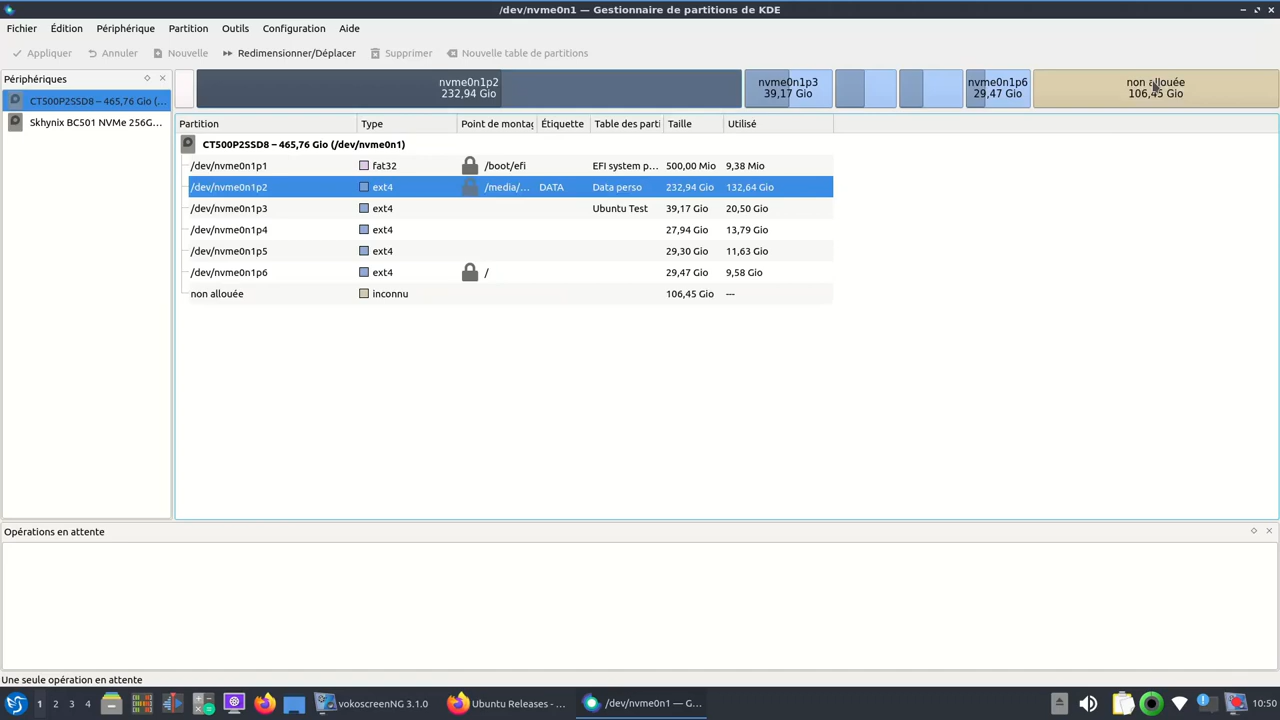 /dev/nvme0n1 — Gestionnaire de partitions de KDE
Fichier Édition Périphérique Partition Outils Configuration Aide
Appliquer Annuler Nouvelle Redimensionner/Déplacer Supprimer Nouvelle table de partitions
Périphériques
CT500P2SSD8 – 465,76 Gio (…
Skhynix BC501 NVMe 256G…
nvme0n1p2
232,94 Gio
nvme0n1p3
39,17 Gio
nvme0n1p6
29,47 Gio
non allouée
106,45 Gio
Partition Type Point de montag Étiquette Table des parti Taille Utilisé
CT500P2SSD8 – 465,76 Gio (/dev/nvme0n1)
/dev/nvme0n1p1 fat32 /boot/efi EFI system p… 500,00 Mio 9,38 Mio
/dev/nvme0n1p2 ext4 /media/… DATA Data perso 232,94 Gio 132,64 Gio
/dev/nvme0n1p3 ext4 Ubuntu Test 39,17 Gio 20,50 Gio
/dev/nvme0n1p4 ext4 27,94 Gio 13,79 Gio
/dev/nvme0n1p5 ext4 29,30 Gio 11,63 Gio
/dev/nvme0n1p6 ext4 / 29,47 Gio 9,58 Gio
non allouée inconnu 106,45 Gio ---
Opérations en attente
Une seule opération en attente
1 2 3 4 vokoscreenNG 3.1.0 Ubuntu Releases - … /dev/nvme0n1 — G… 10:50